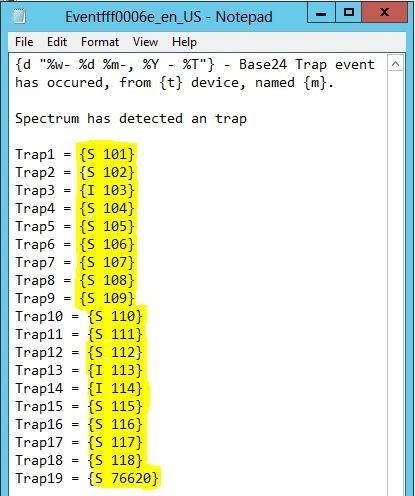 Eventfff0006e_en_US - Notepad
File Edit Format View Help
{d "%w- %d %m-, %Y - %T"} - Base24 Trap event
has occured, from {t} device, named {m}.
Spectrum has detected an trap
Trap1 = {S 101}
Trap2 = {S 102}
Trap3 = {I 103}
Trap4 = {S 104}
Trap5 = {S 105}
Trap6 = {S 106}
Trap7 = {S 107}
Trap8 = {S 108}
Trap9 = {S 109}
Trap10 = {S 110}
Trap11 = {S 111}
Trap12 = {S 112}
Trap13 = {I 113}
Trap14 = {I 114}
Trap15 = {S 115}
Trap16 = {S 116}
Trap17 = {S 117}
Trap18 = {S 118}
Trap19 = {S 76620}